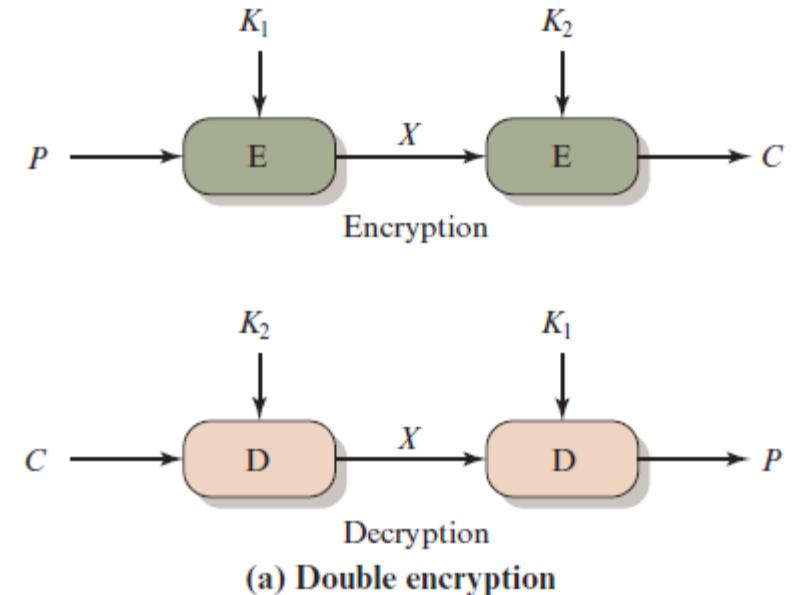 K₁ K₂
P E X E C
Encryption
K₂ K₁
C D X D P
Decryption
(a) Double encryption